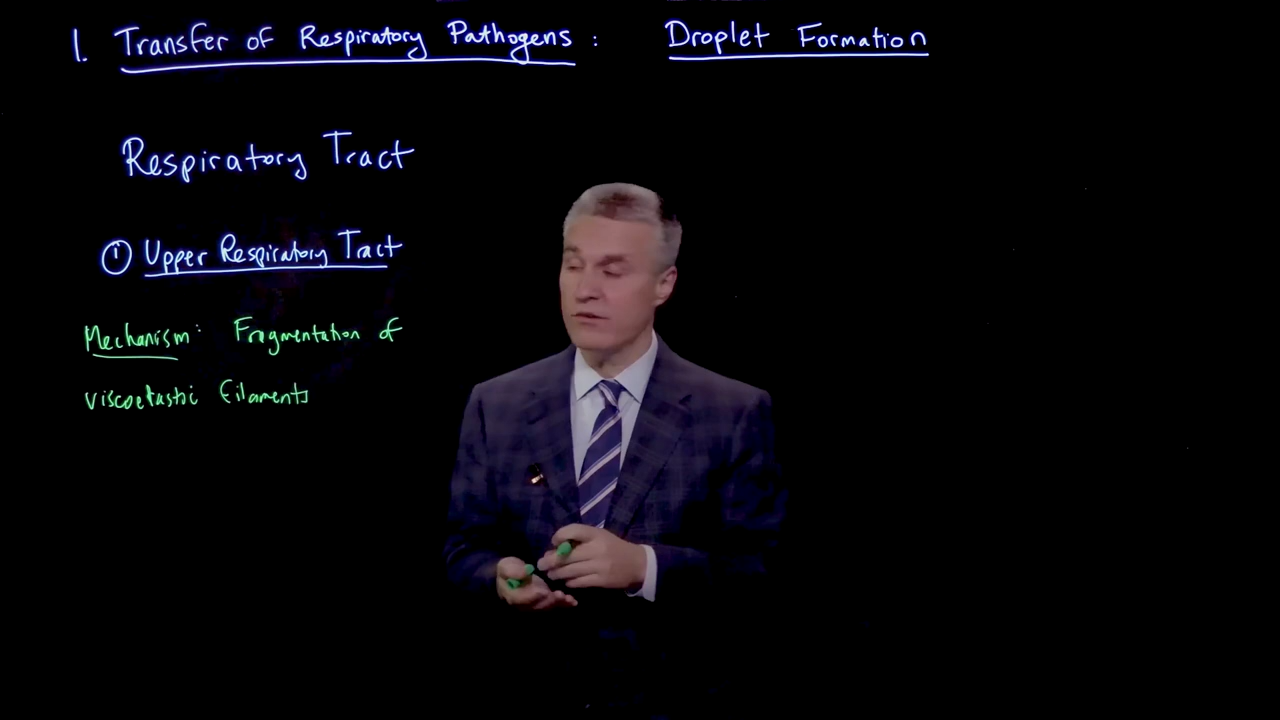 1. Transfer of Respiratory Pathogens : Droplet Formation
Respiratory Tract
① Upper Respiratory Tract
Mechanism: Fragmentation of
viscoelastic filaments